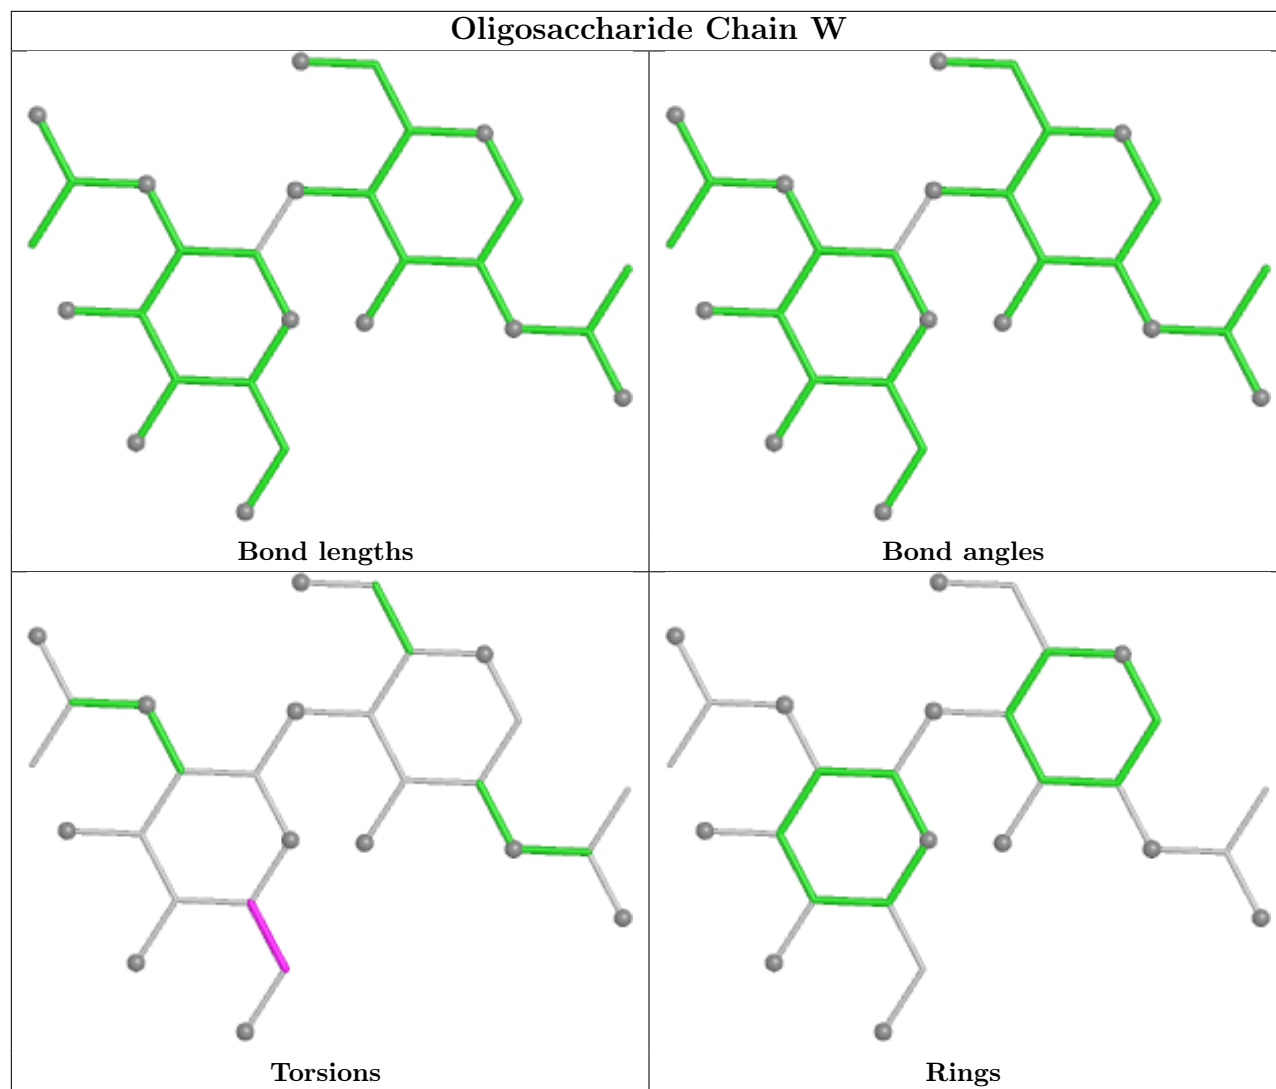 Oligosaccharide Chain W
Bond lengths
Bond angles
Torsions
Rings